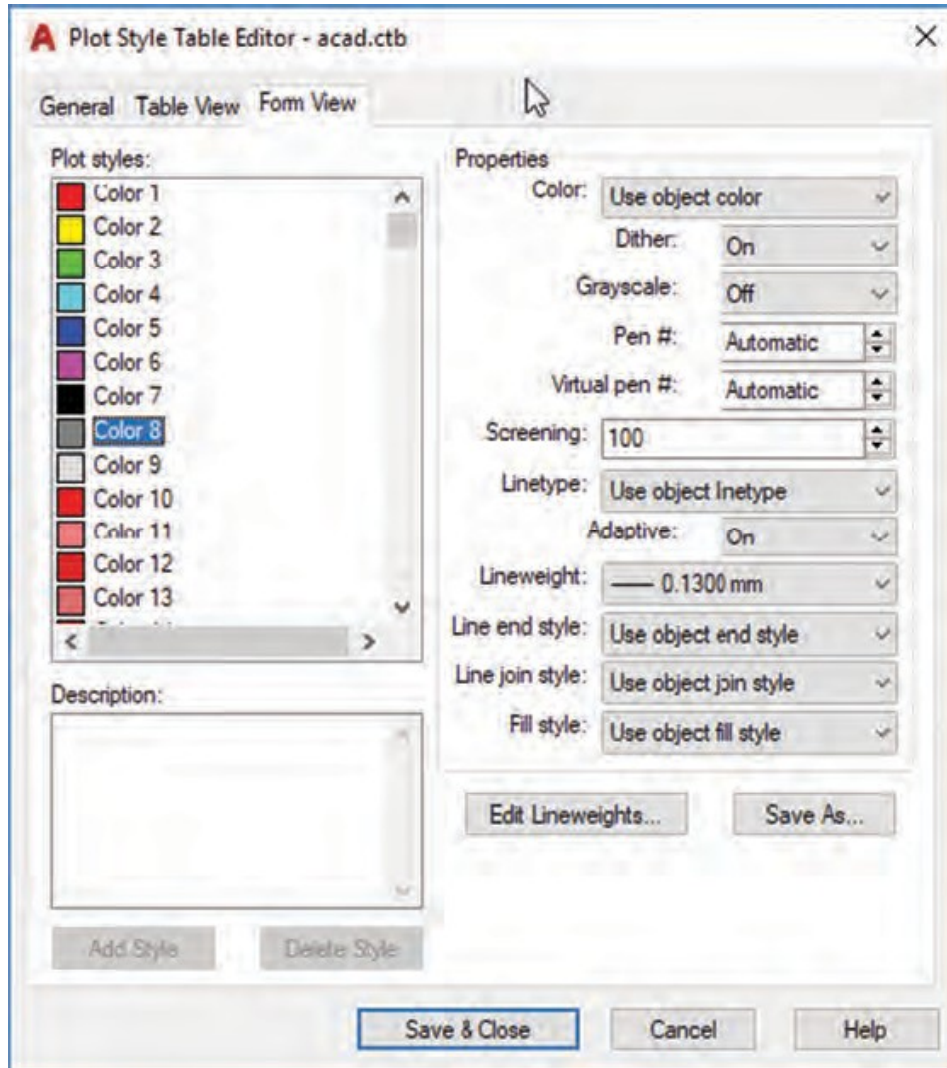 Plot Style Table Editor - acad.ctb
General Table View Form View
Plot styles:
Color 1
Color 2
Color 3
Color 4
Color 5
Color 6
Color 7
Color 8
Color 9
Color 10
Color 11
Color 12
Color 13
Description:
Add Style Delete Style
Properties
Color: Use object color
Dither: On
Grayscale: Off
Pen #: Automatic
Virtual pen #: Automatic
Screening: 100
Linetype: Use object linetype
Adaptive: On
Lineweight: 0.1300 mm
Line end style: Use object end style
Line join style: Use object join style
Fill style: Use object fill style
Edit Lineweights... Save As...
Save & Close Cancel Help